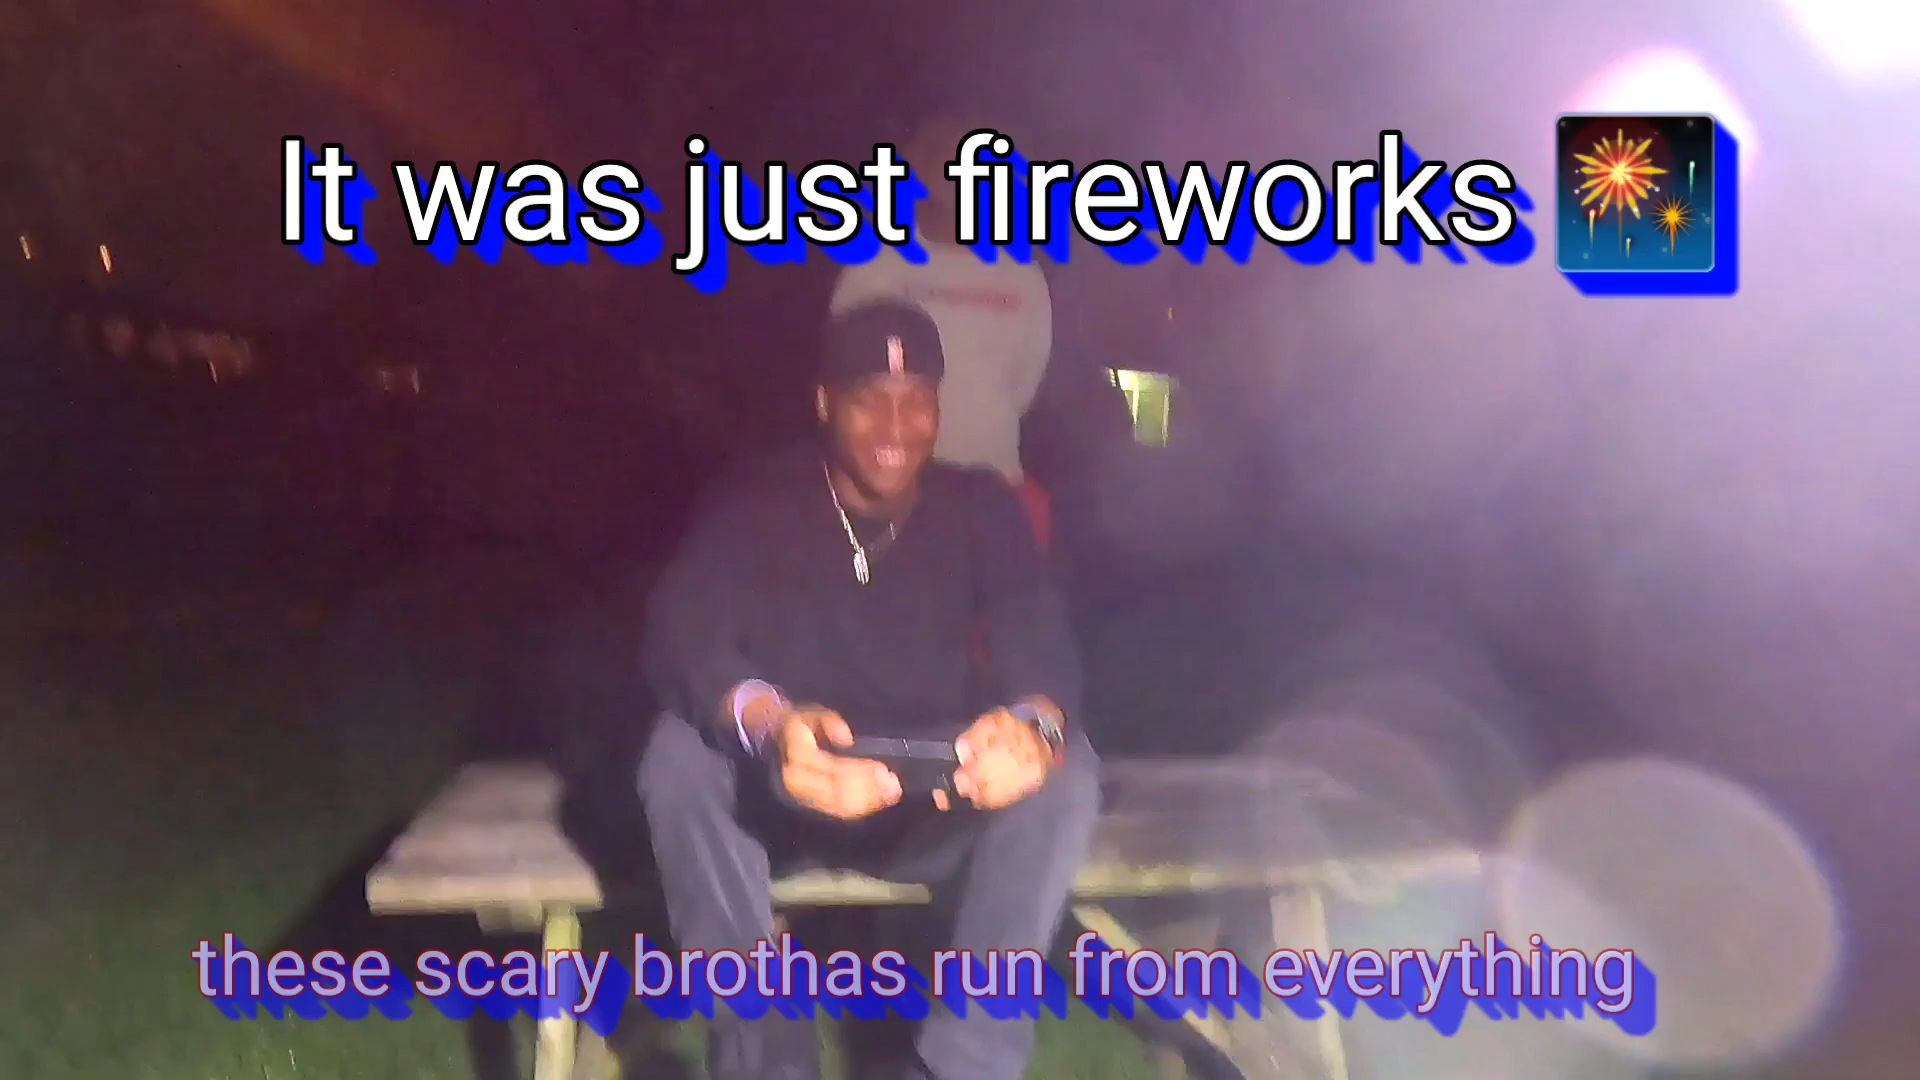 It was just fireworks 🎆
these scary brothas run from everything